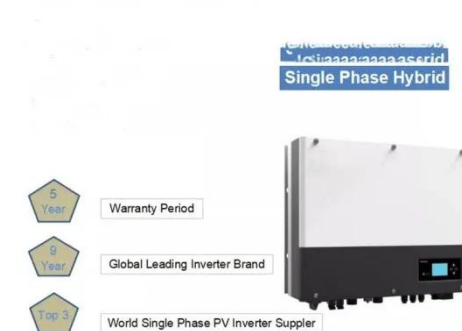 Single Phase Hybrid
5
Year
Warranty Period
9
Year
Global Leading Inverter Brand
Top 3
World Single Phase PV Inverter Suppler